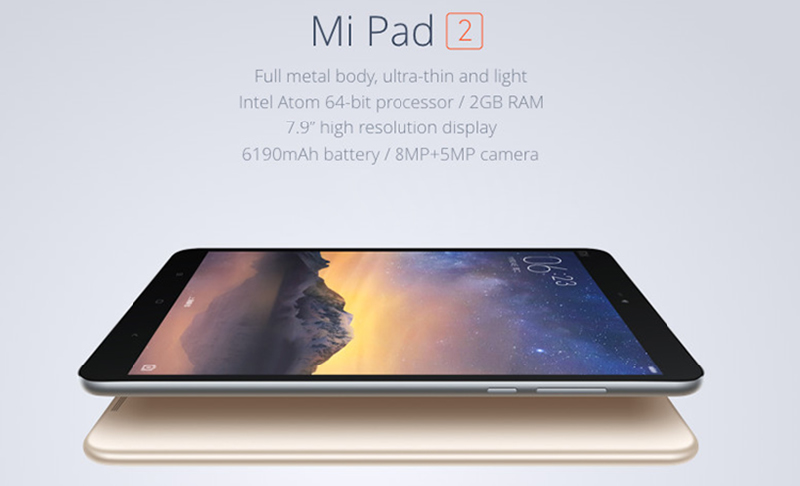 Mi Pad 2
Full metal body, ultra-thin and light
Intel Atom 64-bit processor / 2GB RAM
7.9” high resolution display
6190mAh battery / 8MP+5MP camera
06:23